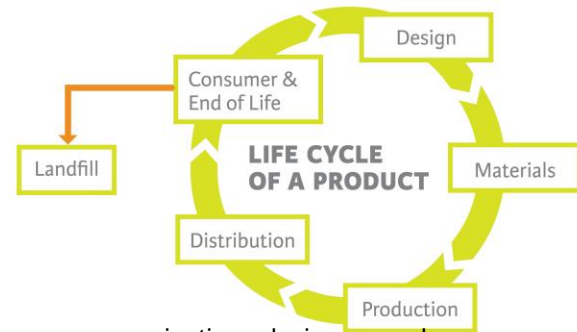 Design
Consumer &
End of Life
LIFE CYCLE
OF A PRODUCT
Landfill
Materials
Distribution
Production